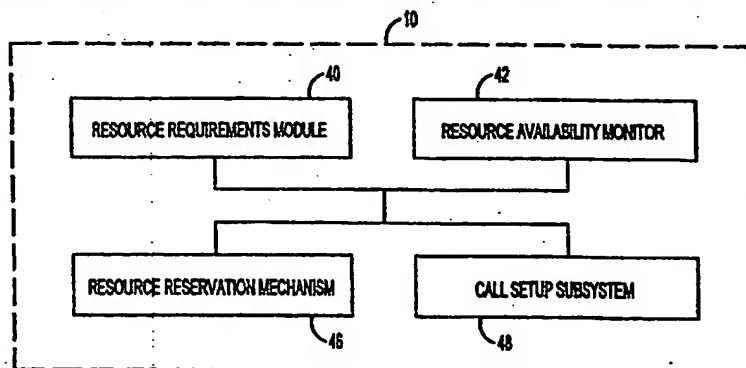 10
40
42
RESOURCE REQUIREMENTS MODULE
RESOURCE AVAILABILITY MONITOR
RESOURCE RESERVATION MECHANISM
CALL SETUP SUBSYSTEM
46
48